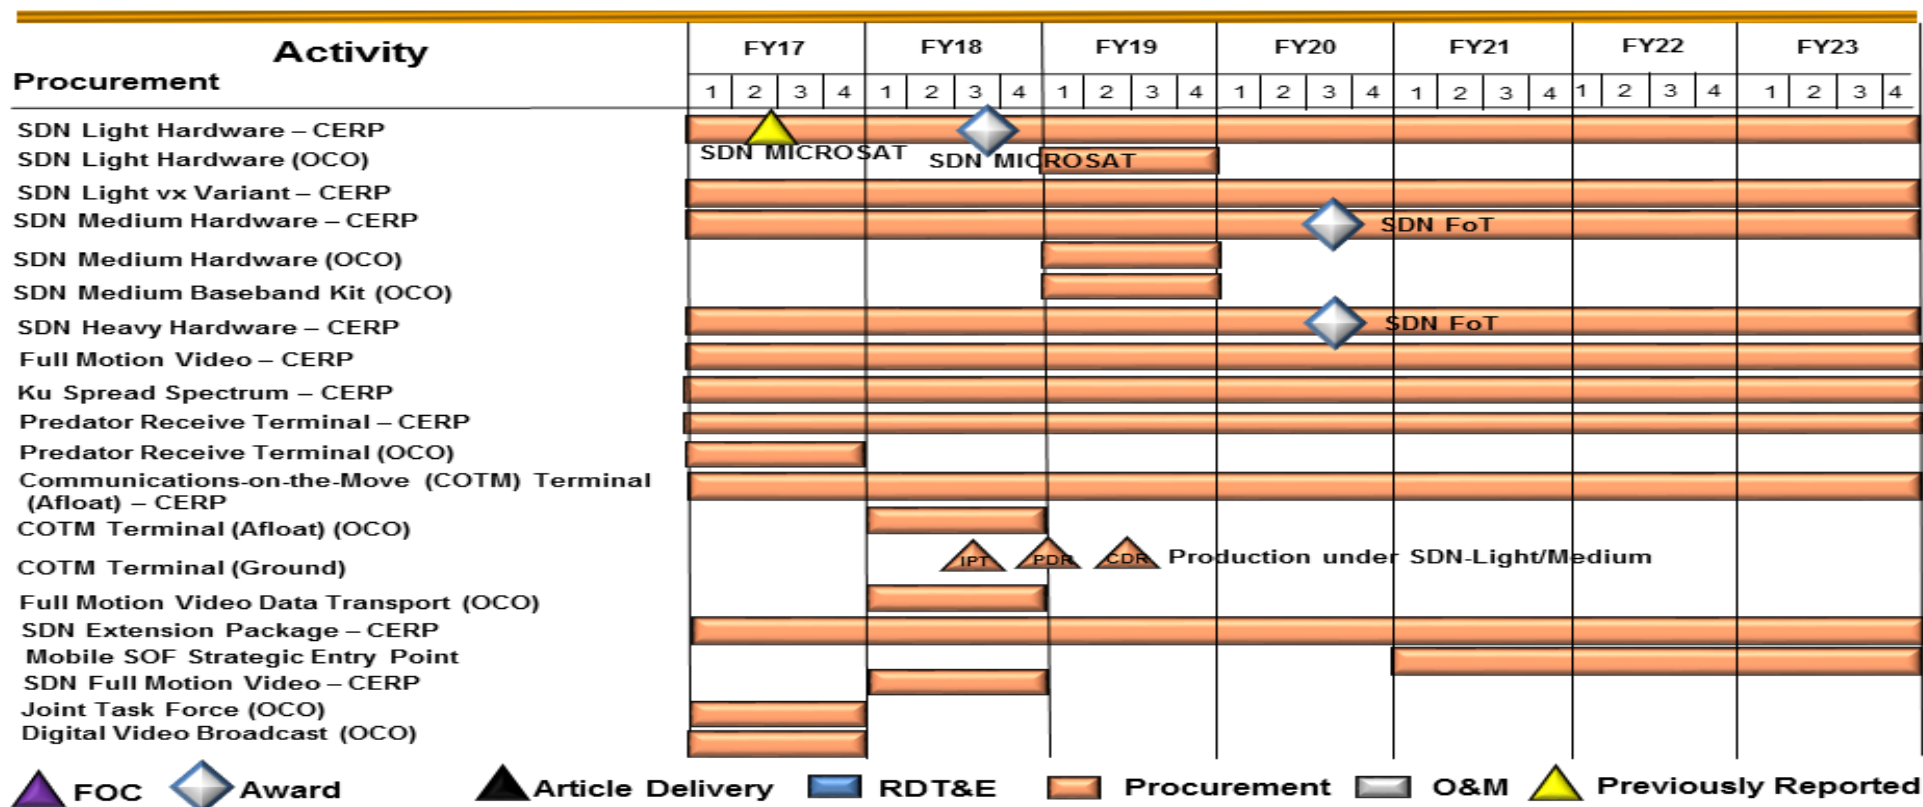 Activity FY17 FY18 FY19 FY20 FY21 FY22 FY23
Procurement 1 2 3 4 1 2 3 4 1 2 3 4 1 2 3 4 1 2 3 4 1 2 3 4 1 2 3 4
SDN Light Hardware – CERP
SDN MICROSAT SDN MICROSAT
SDN Light Hardware (OCO)
SDN Light vx Variant – CERP
SDN Medium Hardware – CERP SDN FoT
SDN Medium Hardware (OCO)
SDN Medium Baseband Kit (OCO)
SDN Heavy Hardware – CERP SDN FoT
Full Motion Video – CERP
Ku Spread Spectrum – CERP
Predator Receive Terminal – CERP
Predator Receive Terminal (OCO)
Communications-on-the-Move (COTM) Terminal
(Afloat) – CERP
COTM Terminal (Afloat) (OCO)
COTM Terminal (Ground) IPT PDR CDR Production under SDN-Light/Medium
Full Motion Video Data Transport (OCO)
SDN Extension Package – CERP
Mobile SOF Strategic Entry Point
SDN Full Motion Video – CERP
Joint Task Force (OCO)
Digital Video Broadcast (OCO)
FOC Award Article Delivery RDT&E Procurement O&M Previously Reported